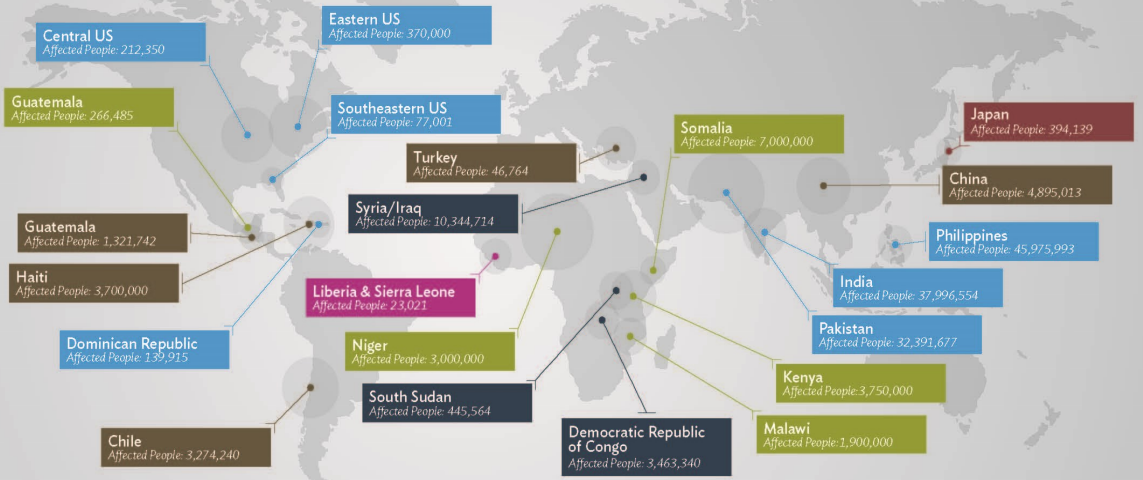 Eastern US
Affected People: 370,000
Central US
Affected People: 212,350
Guatemala
Affected People: 266,485
Southeastern US
Affected People: 77,001
Somalia
Affected People: 7,000,000
Japan
Affected People: 394,139
Turkey
Affected People: 46,764
China
Affected People: 4,895,013
Syria/Iraq
Affected People: 10,344,714
Guatemala
Affected People: 1,321,742
Philippines
Affected People: 45,975,993
Haiti
Affected People: 3,700,000
India
Affected People: 37,996,554
Liberia & Sierra Leone
Affected People: 23,021
Pakistan
Affected People: 32,391,677
Dominican Republic
Affected People: 139,915
Niger
Affected People: 3,000,000
Kenya
Affected People:3,750,000
South Sudan
Affected People: 445,564
Malawi
Affected People:1,900,000
Democratic Republic
of Congo
Affected People: 3,463,340
Chile
Affected People: 3,274,240